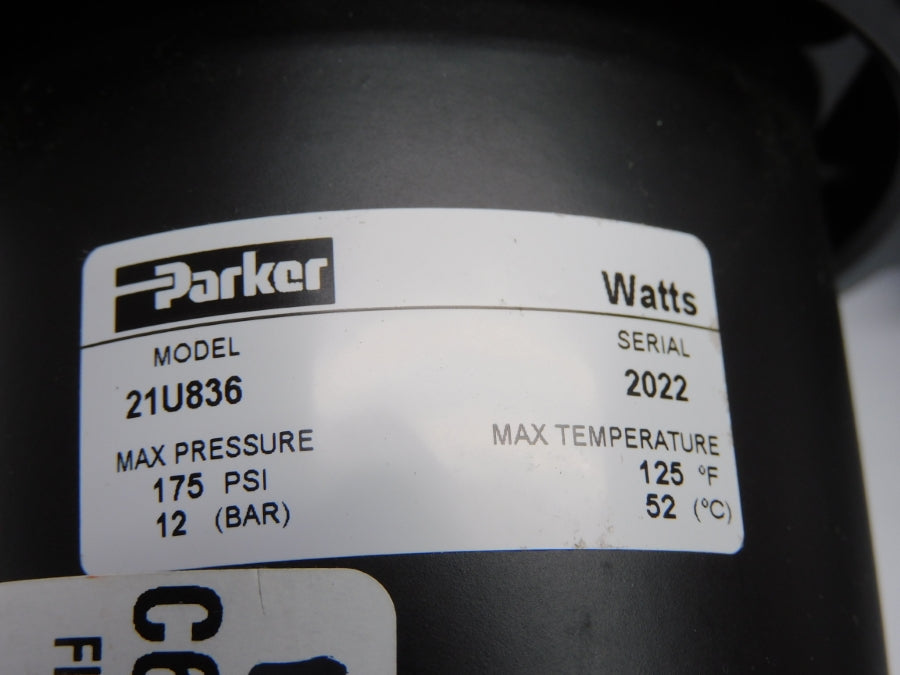 Parker
Watts
MODEL
SERIAL
21U836
2022
MAX PRESSURE
MAX TEMPERATURE
175 PSI
125 °F
12 (BAR)
52 (°C)